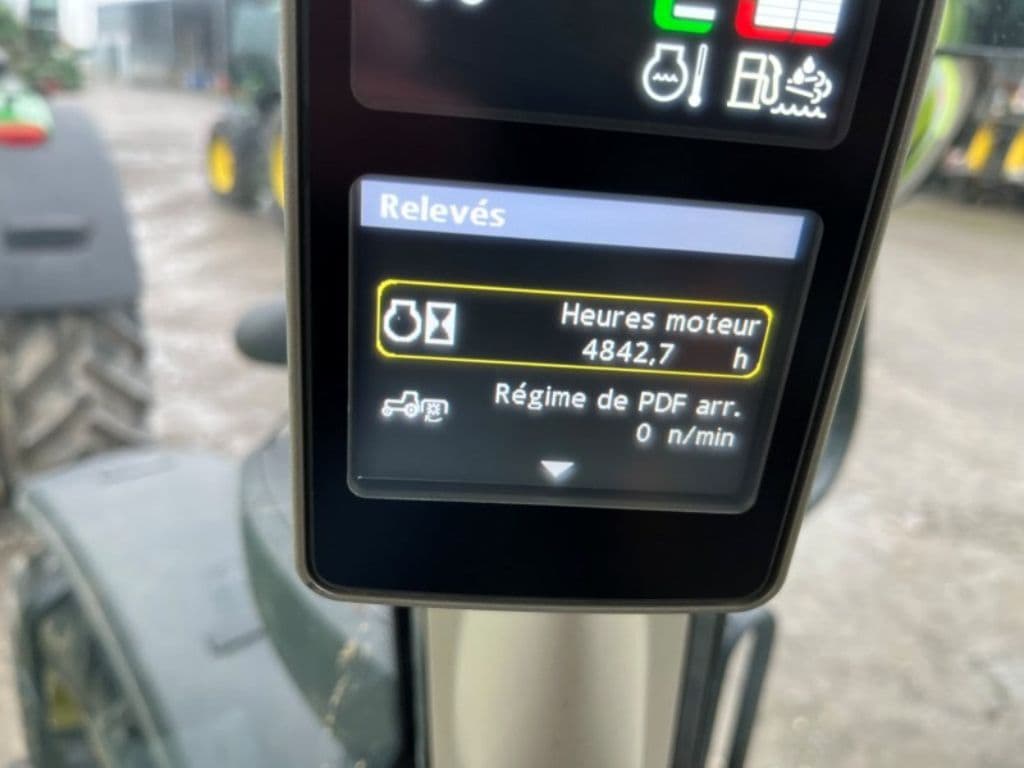 Relevés
Heures moteur
4842,7 h
Régime de PDF arr.
0 n/min